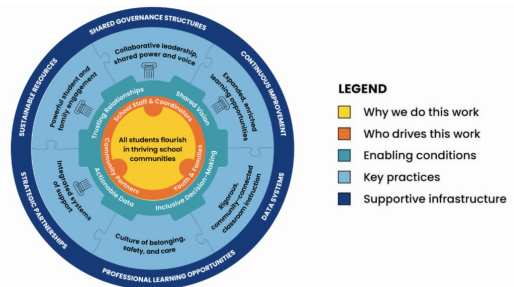 SHARED GOVERNANCE STRUCTURES
CONTINUOUS IMPROVEMENT
DATA SYSTEMS
PROFESSIONAL LEARNING OPPORTUNITIES
STRATEGIC PARTNERSHIPS
SUSTAINABLE RESOURCES
Collaborative leadership,
shared power and voice
Expanded, enriched
learning opportunities
Rigorous,
community-connected
classroom instruction
Culture of belonging,
safety, and care
Integrated systems
of support
Powerful student and
family engagement
Trusting Relationships
Shared Vision
Inclusive Decision-Making
Actionable Data
School Staff & Coordinators
Youth & Families
Community Partners
All students flourish
in thriving school
communities
LEGEND
Why we do this work
Who drives this work
Enabling conditions
Key practices
Supportive infrastructure